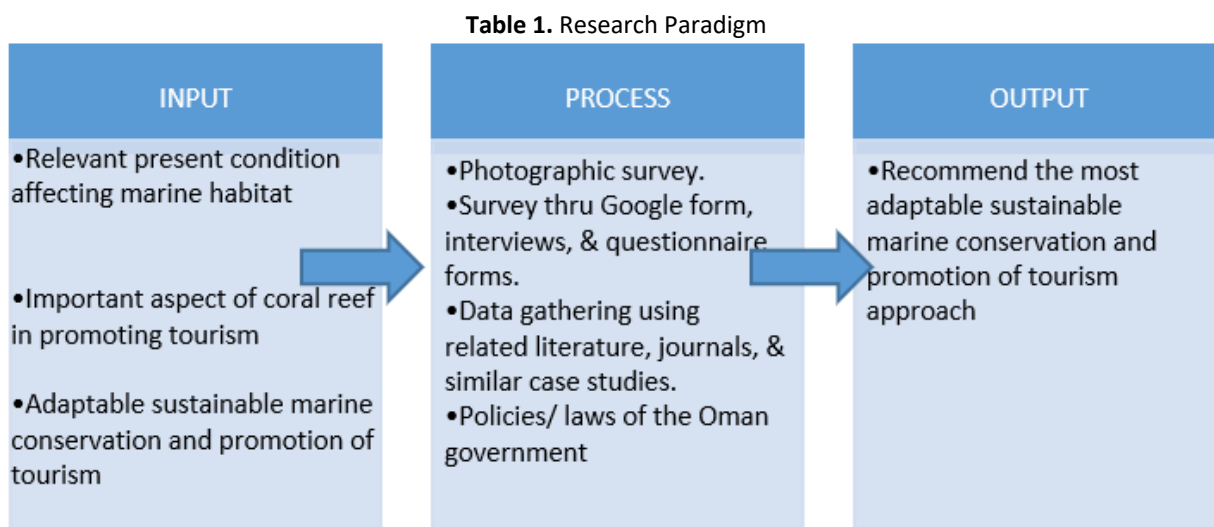 Table 1. Research Paradigm
INPUT
•Relevant present condition
affecting marine habitat
•Important aspect of coral reef
in promoting tourism
•Adaptable sustainable marine
conservation and promotion of
tourism
PROCESS
•Photographic survey.
•Survey thru Google form,
interviews, & questionnaire
forms.
•Data gathering using
related literature, journals, &
similar case studies.
•Policies/ laws of the Oman
government
OUTPUT
•Recommend the most
adaptable sustainable
marine conservation and
promotion of tourism
approach